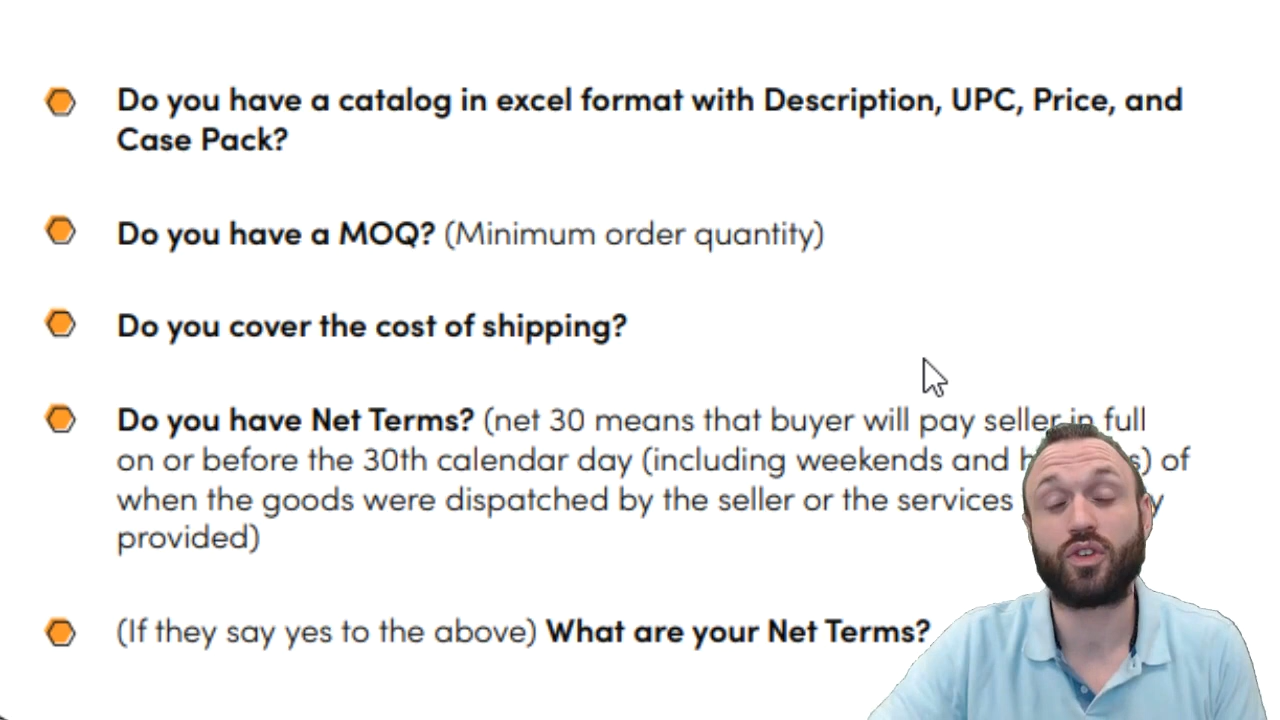 Do you have a catalog in excel format with Description, UPC, Price, and
Case Pack?
Do you have a MOQ? (Minimum order quantity)
Do you cover the cost of shipping?
Do you have Net Terms? (net 30 means that buyer will pay seller in full
on or before the 30th calendar day (including weekends and of
when the goods were dispatched by the seller or the services
provided)
(If they say yes to the above) What are your Net Terms?